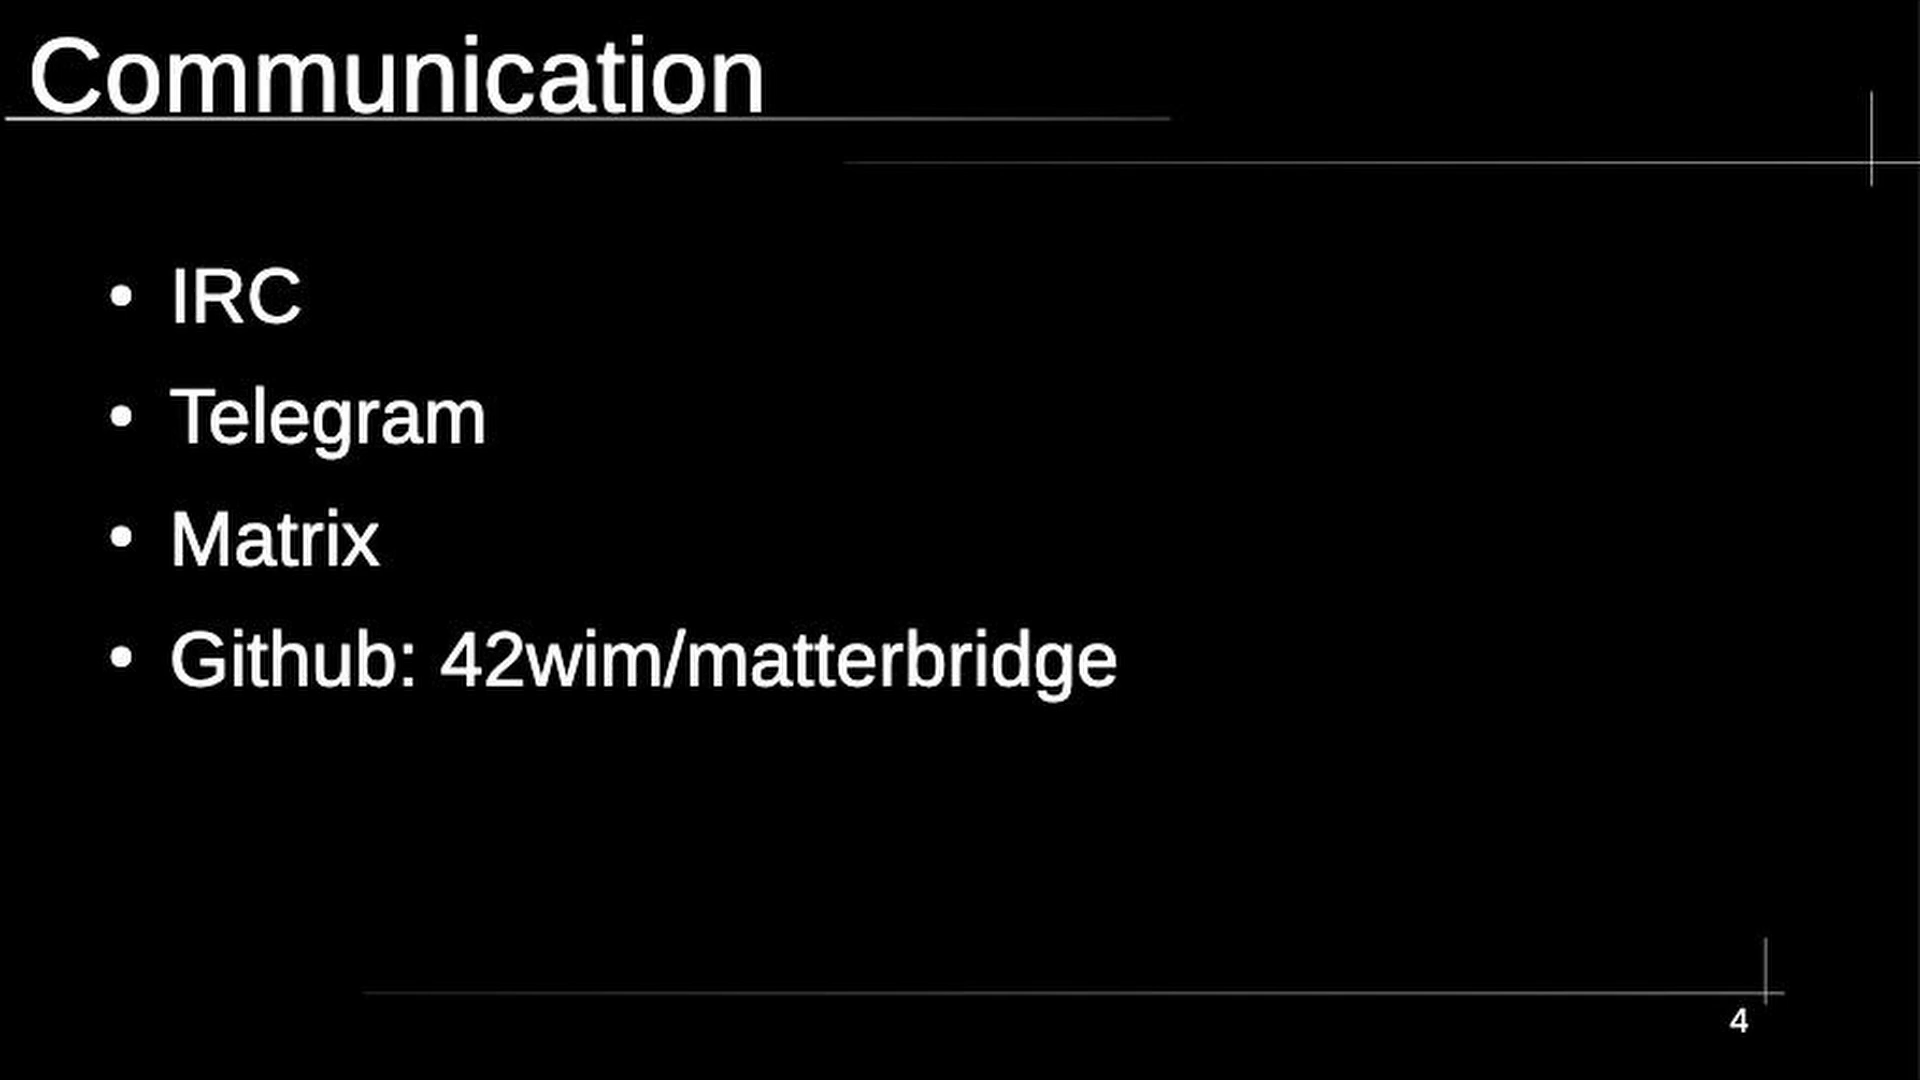 Communication
• IRC
• Telegram
• Matrix
• Github: 42wim/matterbridge
4